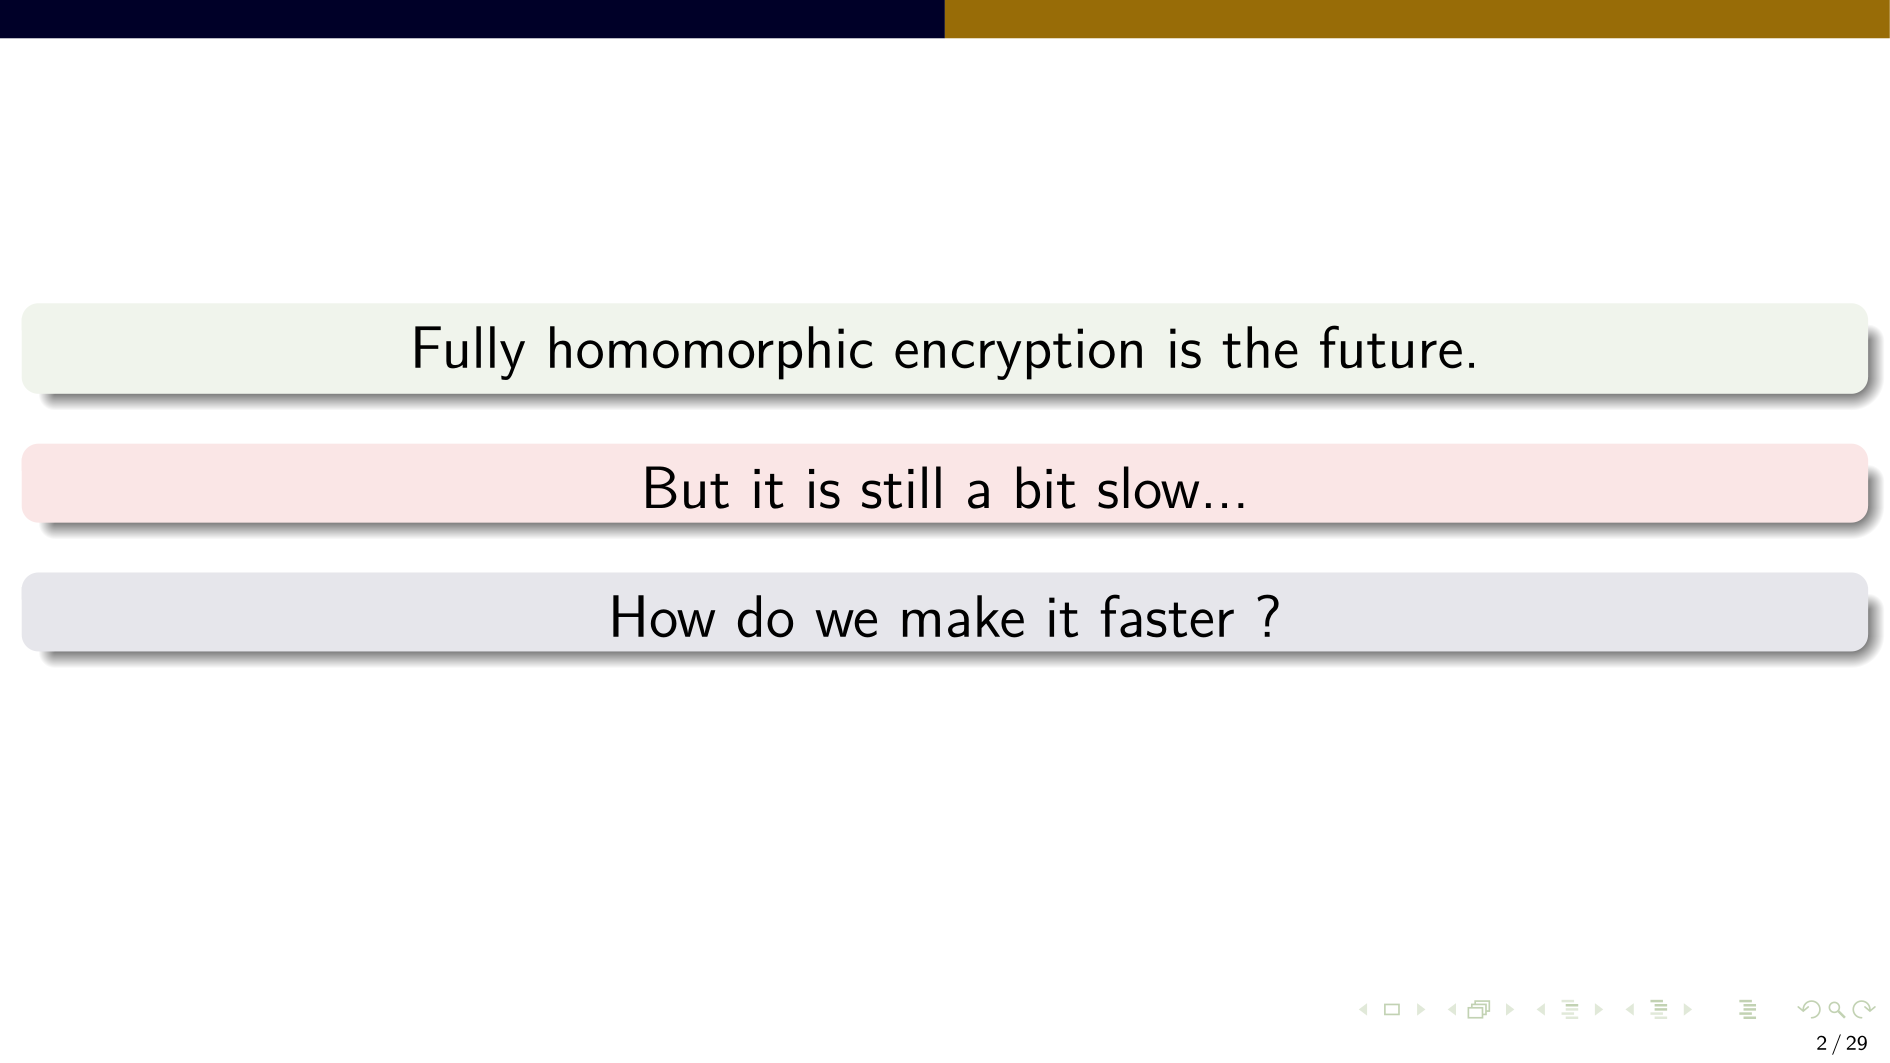 Fully homomorphic encryption is the future.
But it is still a bit slow...
How do we make it faster ?
2 / 29